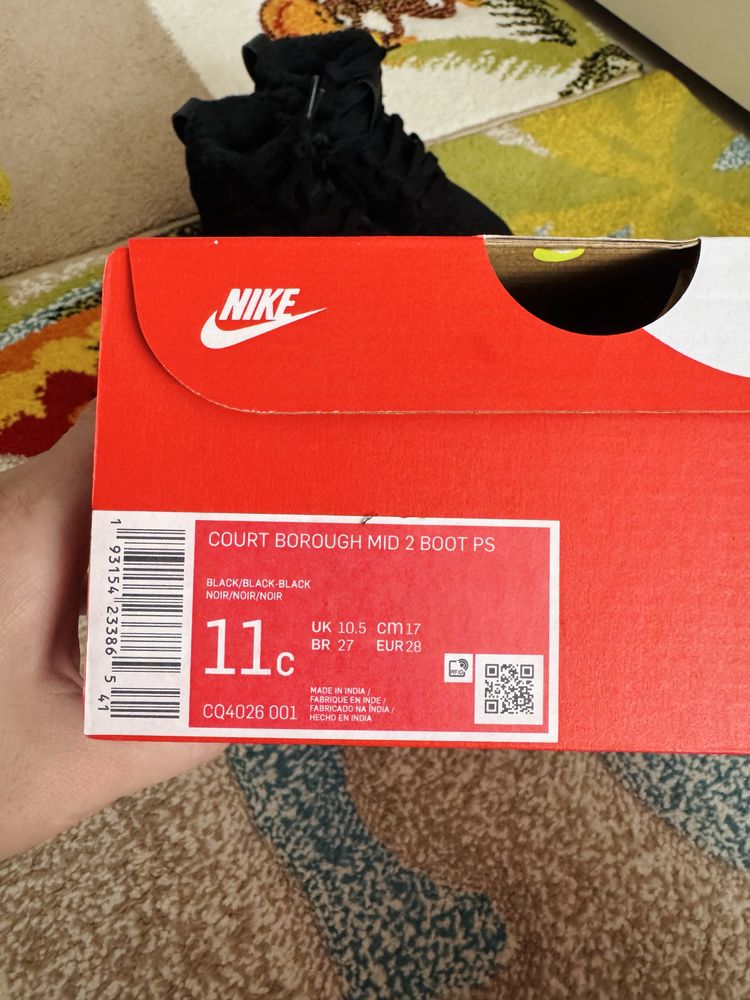 NIKE
COURT BOROUGH MID 2 BOOT PS
BLACK/BLACK-BLACK
NOIR/NOIR/NOIR
11C
UK 10.5 CM 17
BR 27 EUR 28
CQ4026 001
MADE IN INDIA /
FABRIQUE EN INDE /
FABRICADO NA ÍNDIA /
HECHO EN INDIA
RFID
1 93154 23386 5 41